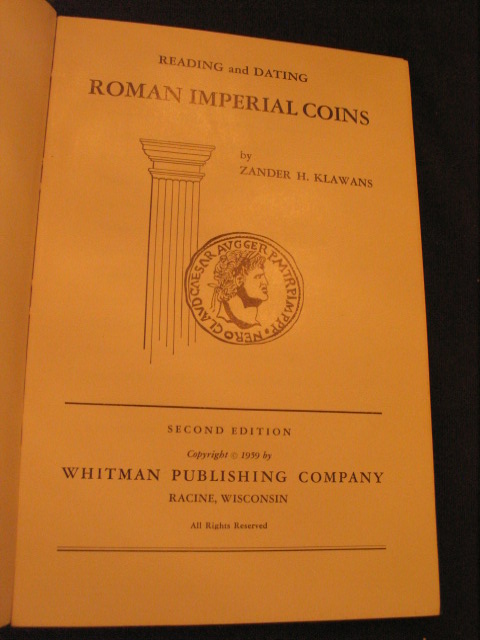 READING and DATING
ROMAN IMPERIAL COINS
by
ZANDER H. KLAWANS
NERO CLAVD CAESAR AVG GER P M TR P IMP P P
SECOND EDITION
Copyright © 1959 by
WHITMAN PUBLISHING COMPANY
RACINE, WISCONSIN
All Rights Reserved